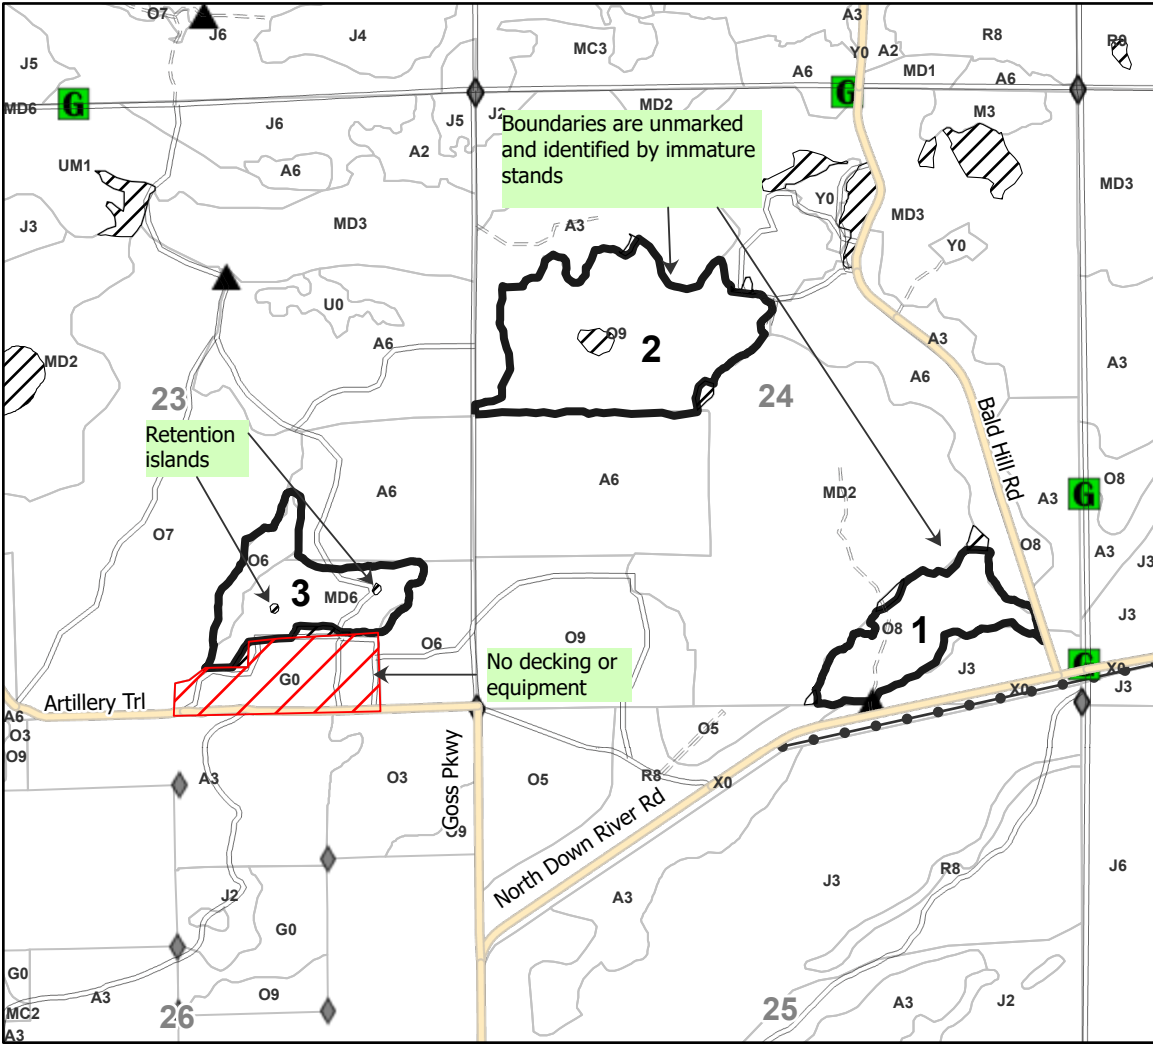 O7
J6
J4
MC3
A3
Y0
A2
R8
R0
J5
MD6
G
A6
G
MD1
A6
J6
J5
J2
MD2
M3
A2
Boundaries are unmarked
and identified by immature
stands
UM1
A6
MD3
J3
MD3
A3
Y0
MD3
Y0
U0
A6
O9
2
A3
A6
A3
MD2
23
24
Bald Hill Rd
Retention
islands
A6
A6
MD2
A3
O8
G
O7
O6
O8
A3
J3
3
MD6
O8
1
J3
O6
O9
No decking or
equipment
G0
J3
X0
G
X0
J3
Artillery Trl
A6
O3
O9
A3
O3
Goss Pkwy
O9
O5
O5
R8
X0
North Down River Rd
J2
G0
A3
J3
R8
J6
G0
A3
O9
MC2
A3
26
25
A3
J2